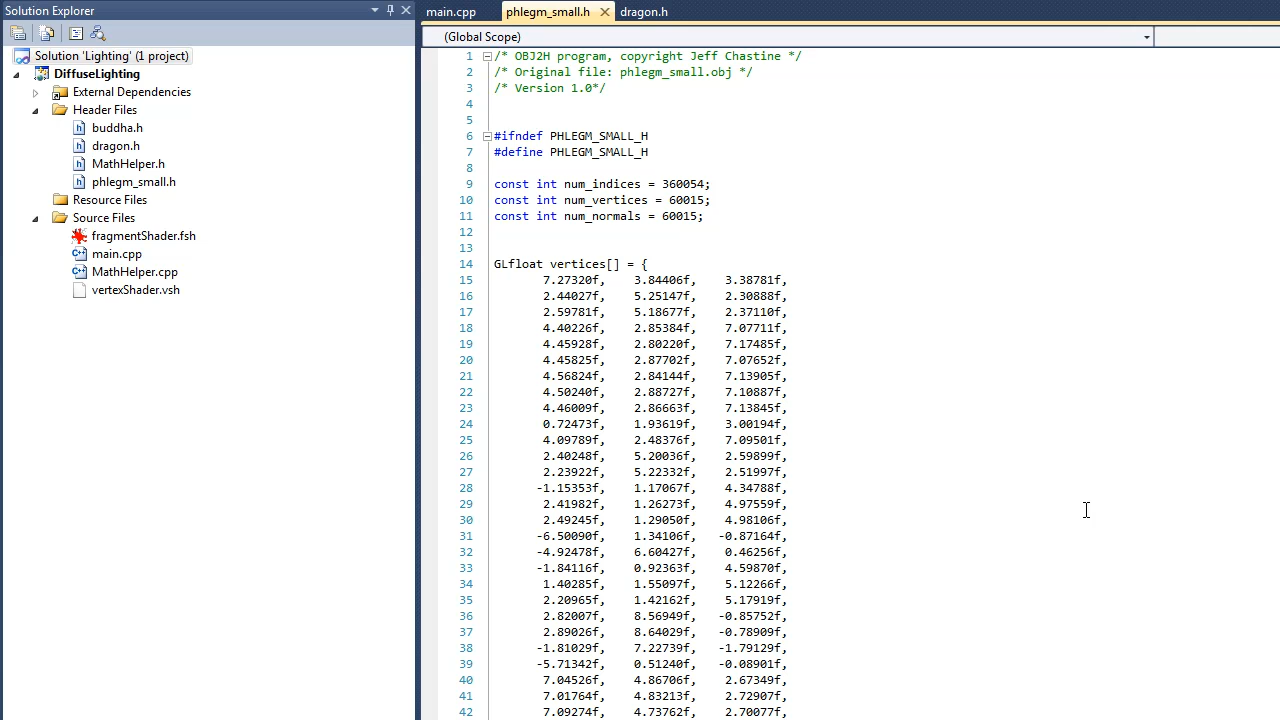 Solution Explorer
Solution 'Lighting' (1 project)
DiffuseLighting
External Dependencies
Header Files
buddha.h
dragon.h
MathHelper.h
phlegm_small.h
Resource Files
Source Files
fragmentShader.fsh
main.cpp
MathHelper.cpp
vertexShader.vsh
main.cpp phlegm_small.h dragon.h
(Global Scope)
1 /* OBJ2H program, copyright Jeff Chastine */
2 /* Original file: phlegm_small.obj */
3 /* Version 1.0*/
4
5
6 #ifndef PHLEGM_SMALL_H
7 #define PHLEGM_SMALL_H
8
9 const int num_indices = 360054;
10 const int num_vertices = 60015;
11 const int num_normals = 60015;
12
13
14 GLfloat vertices[] = {
15 7.27320f, 3.84406f, 3.38781f,
16 2.44027f, 5.25147f, 2.30888f,
17 2.59781f, 5.18677f, 2.37110f,
18 4.40226f, 2.85384f, 7.07711f,
19 4.45928f, 2.80220f, 7.17485f,
20 4.45825f, 2.87702f, 7.07652f,
21 4.56824f, 2.84144f, 7.13905f,
22 4.50240f, 2.88727f, 7.10887f,
23 4.46009f, 2.86663f, 7.13845f,
24 0.72473f, 1.93619f, 3.00194f,
25 4.09789f, 2.48376f, 7.09501f,
26 2.40248f, 5.20036f, 2.59899f,
27 2.23922f, 5.22332f, 2.51997f,
28 -1.15353f, 1.17067f, 4.34788f,
29 2.41982f, 1.26273f, 4.97559f,
30 2.49245f, 1.29050f, 4.98106f,
31 -6.50090f, 1.34106f, -0.87164f,
32 -4.92478f, 6.60427f, 0.46256f,
33 -1.84116f, 0.92363f, 4.59870f,
34 1.40285f, 1.55097f, 5.12266f,
35 2.20965f, 1.42162f, 5.17919f,
36 2.82007f, 8.56949f, -0.85752f,
37 2.89026f, 8.64029f, -0.78909f,
38 -1.81029f, 7.22739f, -1.79129f,
39 -5.71342f, 0.51240f, -0.08901f,
40 7.04526f, 4.86706f, 2.67349f,
41 7.01764f, 4.83213f, 2.72907f,
42 7.09274f, 4.73762f, 2.70077f,